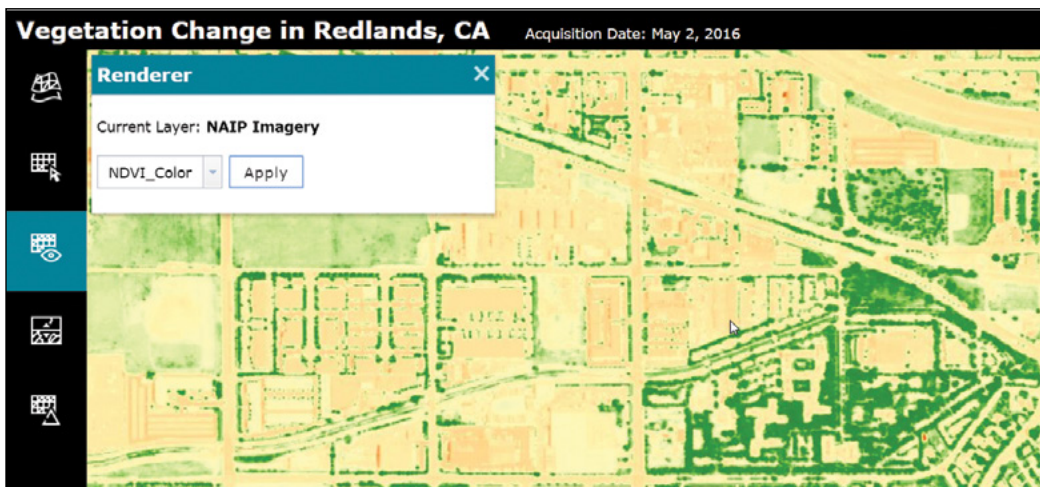 Vegetation Change in Redlands, CA Acquisition Date: May 2, 2016
Renderer
Current Layer: NAIP Imagery
NDVI_Color Apply